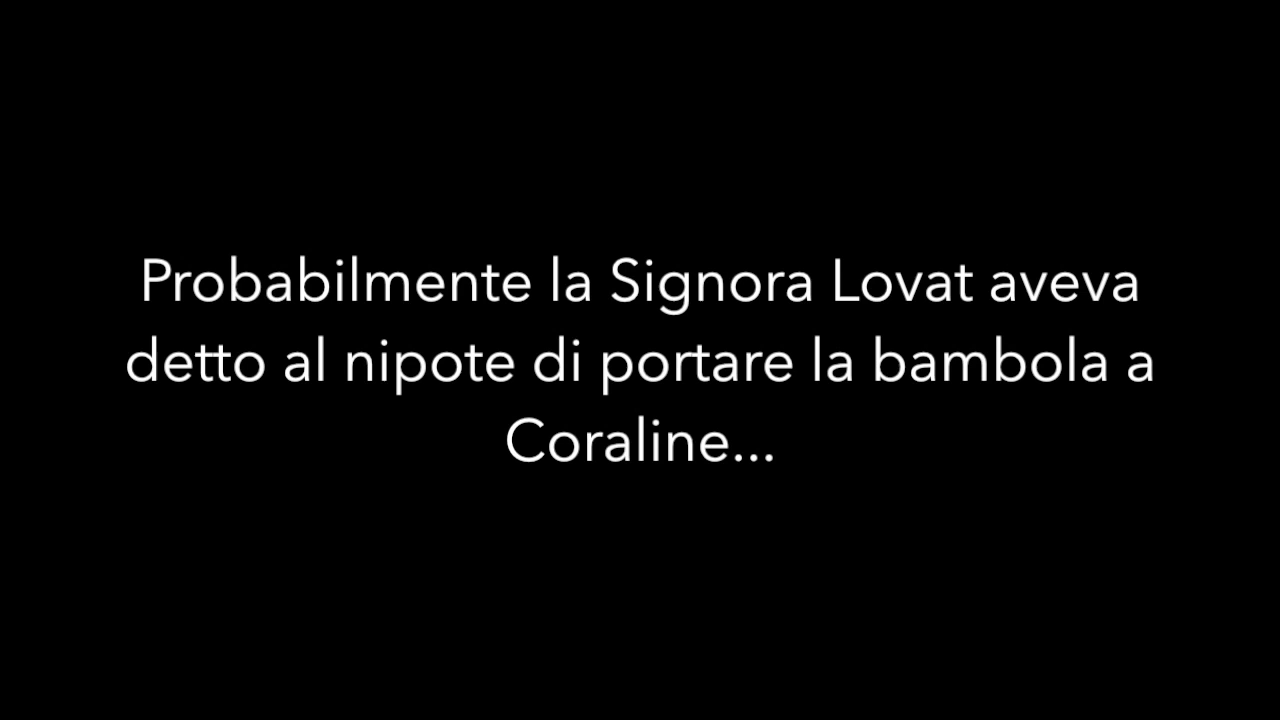 Probabilmente la Signora Lovat aveva
detto al nipote di portare la bambola a
Coraline...